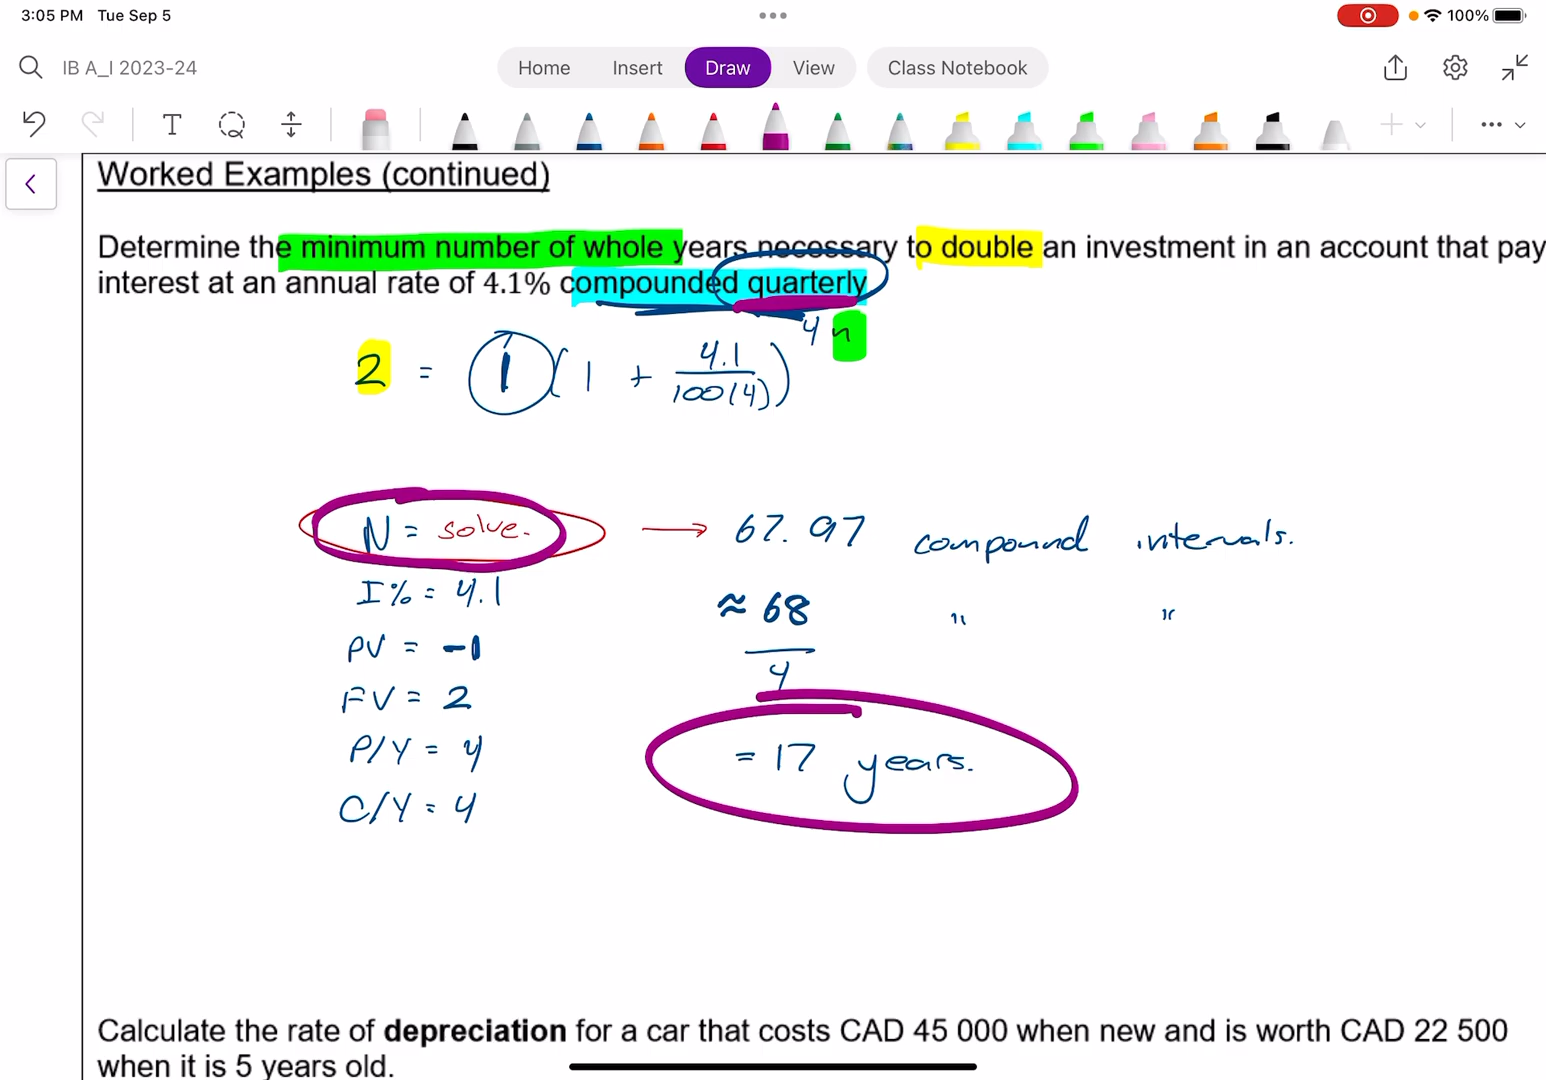 3:05 PM Tue Sep 5 100%
IB A_I 2023-24 Home Insert Draw View Class Notebook
T
Worked Examples (continued)
Determine the minimum number of whole years necessary to double an investment in an account that pay
interest at an annual rate of 4.1% compounded quarterly
2 = 1 ( 1 + 4.1 / 100(4) ) 4n
N = solve. → 67.97 compound intervals.
I% = 4.1 ≈ 68 " "
PV = -1 4
FV = 2
P/Y = 4 = 17 years.
C/Y = 4
Calculate the rate of depreciation for a car that costs CAD 45 000 when new and is worth CAD 22 500
when it is 5 years old.